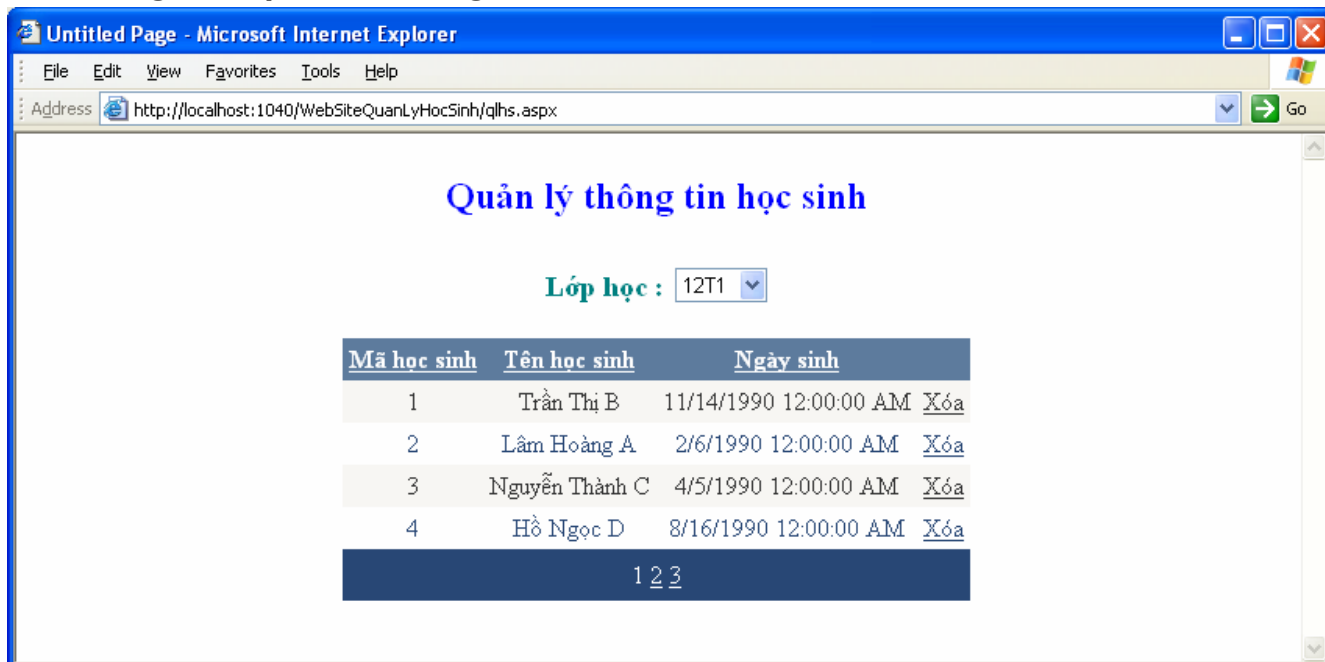 Untitled Page - Microsoft Internet Explorer
File Edit View Favorites Tools Help
Address http://localhost:1040/WebSiteQuanLyHocSinh/qlhs.aspx Go
Quản lý thông tin học sinh
Lớp học : 12T1
Mã học sinh Tên học sinh Ngày sinh
1 Trần Thị B 11/14/1990 12:00:00 AM Xóa
2 Lâm Hoàng A 2/6/1990 12:00:00 AM Xóa
3 Nguyễn Thành C 4/5/1990 12:00:00 AM Xóa
4 Hồ Ngọc D 8/16/1990 12:00:00 AM Xóa
1 2 3